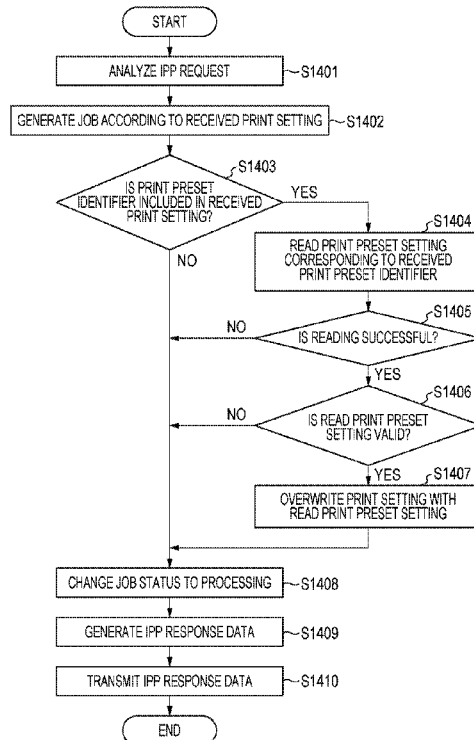 START
ANALYZE IPP REQUEST
S1401
GENERATE JOB ACCORDING TO RECEIVED PRINT SETTING
S1402
S1403
IS PRINT PRESET
IDENTIFIER INCLUDED IN RECEIVED
PRINT SETTING?
YES
NO
S1404
READ PRINT PRESET SETTING
CORRESPONDING TO RECEIVED
PRINT PRESET IDENTIFIER
S1405
NO
IS READING SUCCESSFUL?
YES
S1406
NO
IS READ PRINT PRESET
SETTING VALID?
YES
S1407
OVERWRITE PRINT SETTING WITH
READ PRINT PRESET SETTING
CHANGE JOB STATUS TO PROCESSING
S1408
GENERATE IPP RESPONSE DATA
S1409
TRANSMIT IPP RESPONSE DATA
S1410
END